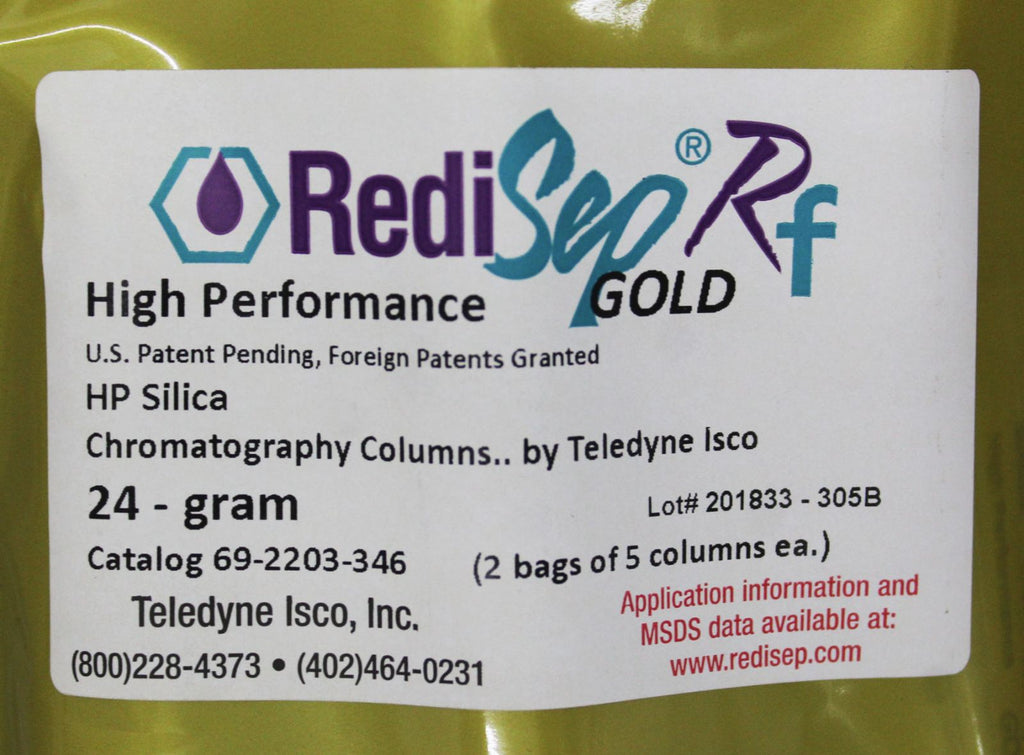 RediSep® Rf
GOLD
High Performance
U.S. Patent Pending, Foreign Patents Granted
HP Silica
Chromatography Columns.. by Teledyne Isco
24 - gram
Lot# 201833 - 305B
Catalog 69-2203-346
(2 bags of 5 columns ea.)
Teledyne Isco, Inc.
(800)228-4373 • (402)464-0231
Application information and
MSDS data available at:
www.redisep.com